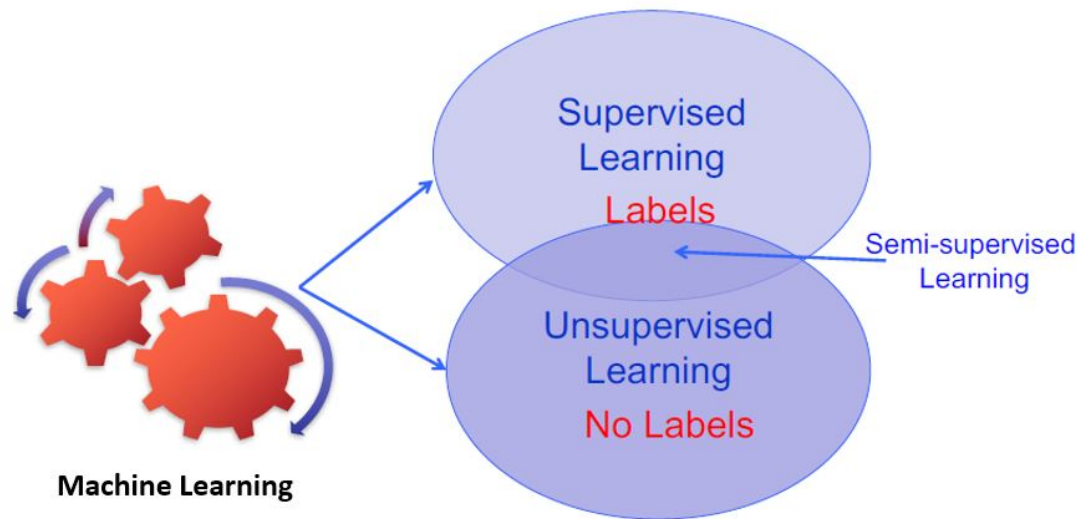 Supervised
Learning
Labels
Semi-supervised
Learning
Unsupervised
Learning
No Labels
Machine Learning